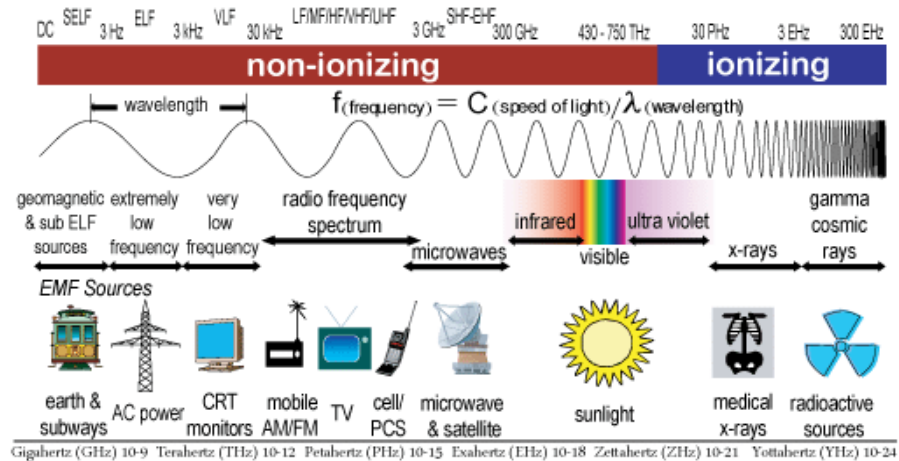 DC SELF 3 Hz ELF 3 kHz VLF 30 kHz LF/MF/HF/VHF/UHF 3 GHz SHF-EHF 300 GHz 430 - 750 THz 30 PHz 3 EHz 300 EHz
non-ionizing ionizing
wavelength f(frequency) = C (speed of light)/λ(wavelength)
geomagnetic & sub ELF sources
extremely low frequency
very low frequency
radio frequency spectrum
microwaves
infrared
visible
ultra violet
x-rays
gamma cosmic rays
EMF Sources
earth & subways
AC power
CRT monitors
mobile AM/FM
TV
cell/ PCS
microwave & satellite
sunlight
medical x-rays
radioactive sources
Gigahertz (GHz) 10-9 Terahertz (THz) 10-12 Petahertz (PHz) 10-15 Exahertz (EHz) 10-18 Zettahertz (ZHz) 10-21 Yottahertz (YHz) 10-24